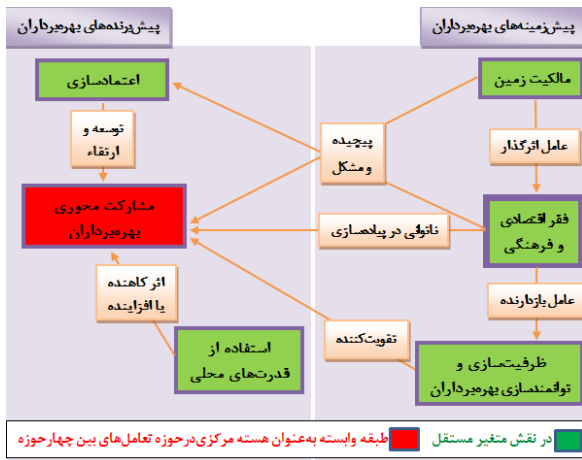 پیش‌زمینه‌های بهره‌برداران
پیش‌برنده‌های بهره‌برداران
مالکیت زمین
اعتمادسازی
عامل اثرگذار
پیچیده
و مشکل
توسعه و
ارتقاء
فقر اقتصادی
و فرهنگی
ناتوانی در پیاده‌سازی
مشارکت محوری
بهره‌برداران
عامل بازدارنده
اثر کاهنده
یا افزاینده
تقویت‌کننده
ظرفیت‌سازی و
توانمندسازی بهره‌برداران
استفاده از
قدرت‌های محلی
در نقش متغیر مستقل
طبقه وابسته به‌عنوان هسته مرکزی درحوزه تعامل‌های بین چهارحوزه